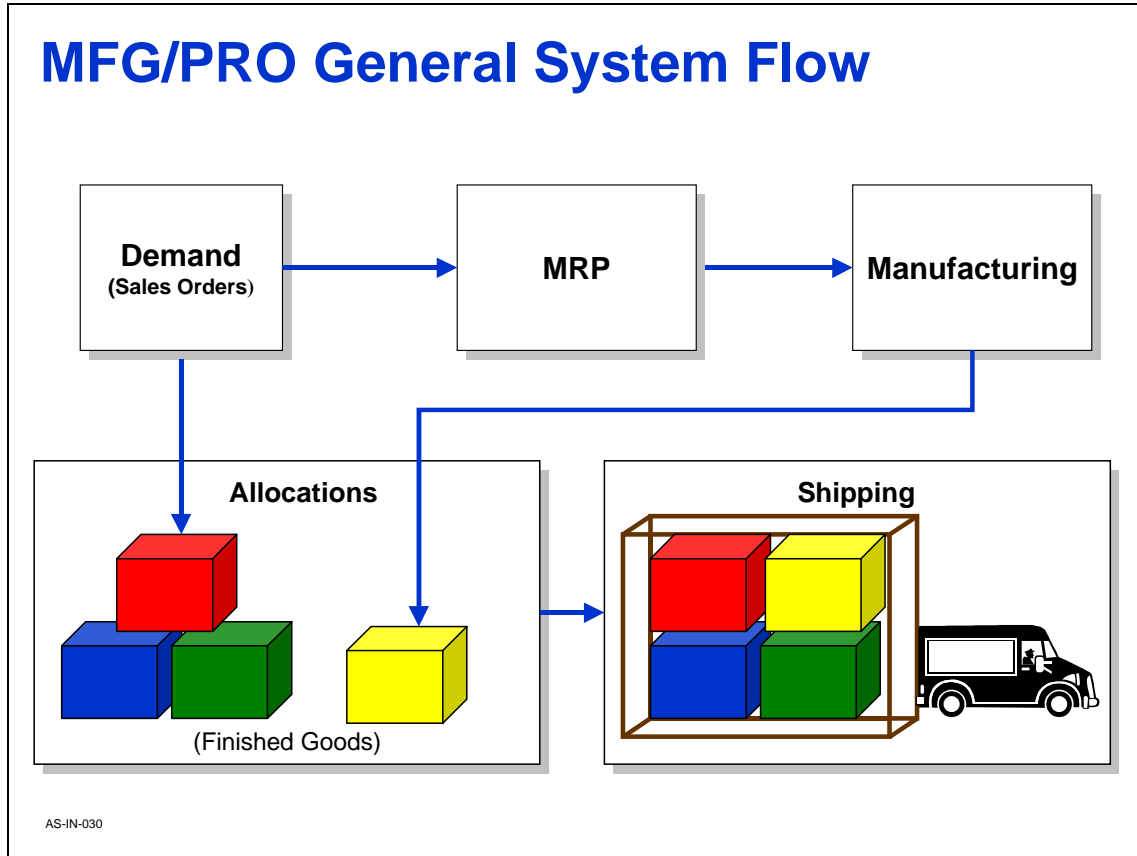 MFG/PRO General System Flow
Demand
(Sales Orders)
MRP
Manufacturing
Allocations
(Finished Goods)
Shipping
AS-IN-030